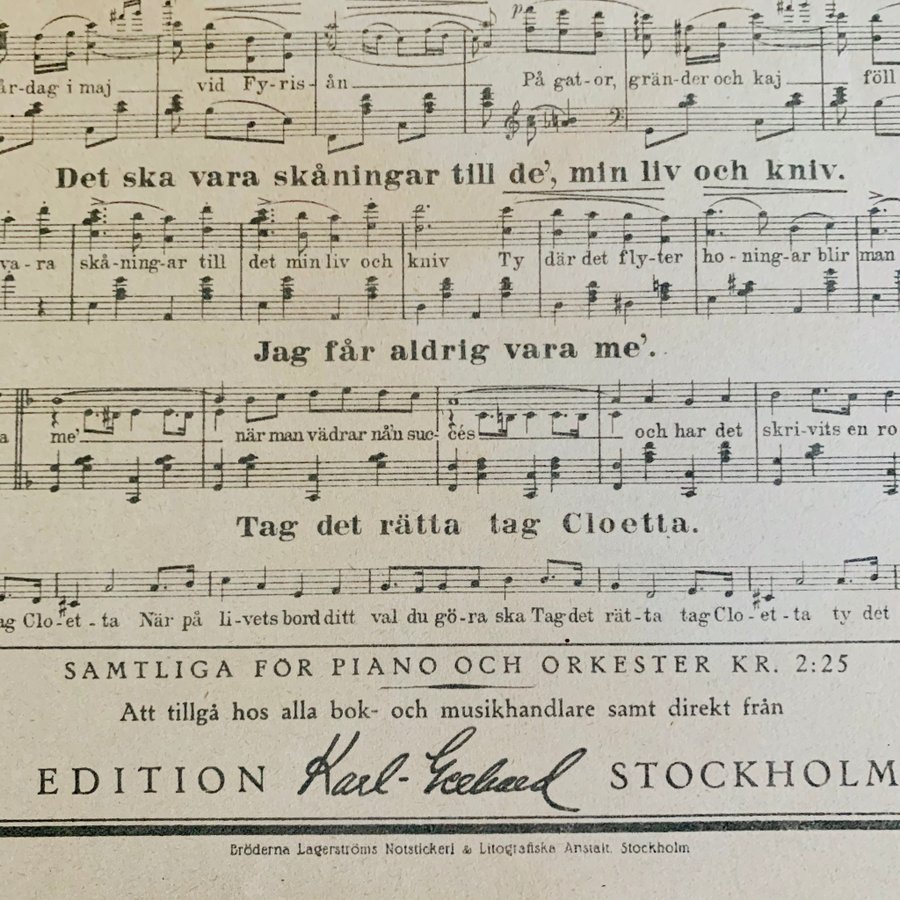 år-dag i maj vid Fy-ris-ån På gat-or, grän-der och kaj föll
Det ska vara skåningar till de', min liv och kniv.
va-ra skå-ning-ar till det min liv och kniv Ty där det fly-ter ho-ning-ar blir man
Jag får aldrig vara me'.
a me' när man vädrar nå'n suc-cés och har det skri-vits en ro
Tag det rätta tag Cloetta.
ag Clo-et-ta När på li-vets bord ditt val du gö-ra ska Tag det rät-ta tag Clo-et-ta ty det
SAMTLIGA FÖR PIANO OCH ORKESTER KR. 2:25
Att tillgå hos alla bok- och musikhandlare samt direkt från
EDITION Karl-Gerhard STOCKHOLM
Bröderna Lagerströms Notstickeri & Litografiska Anstalt. Stockholm